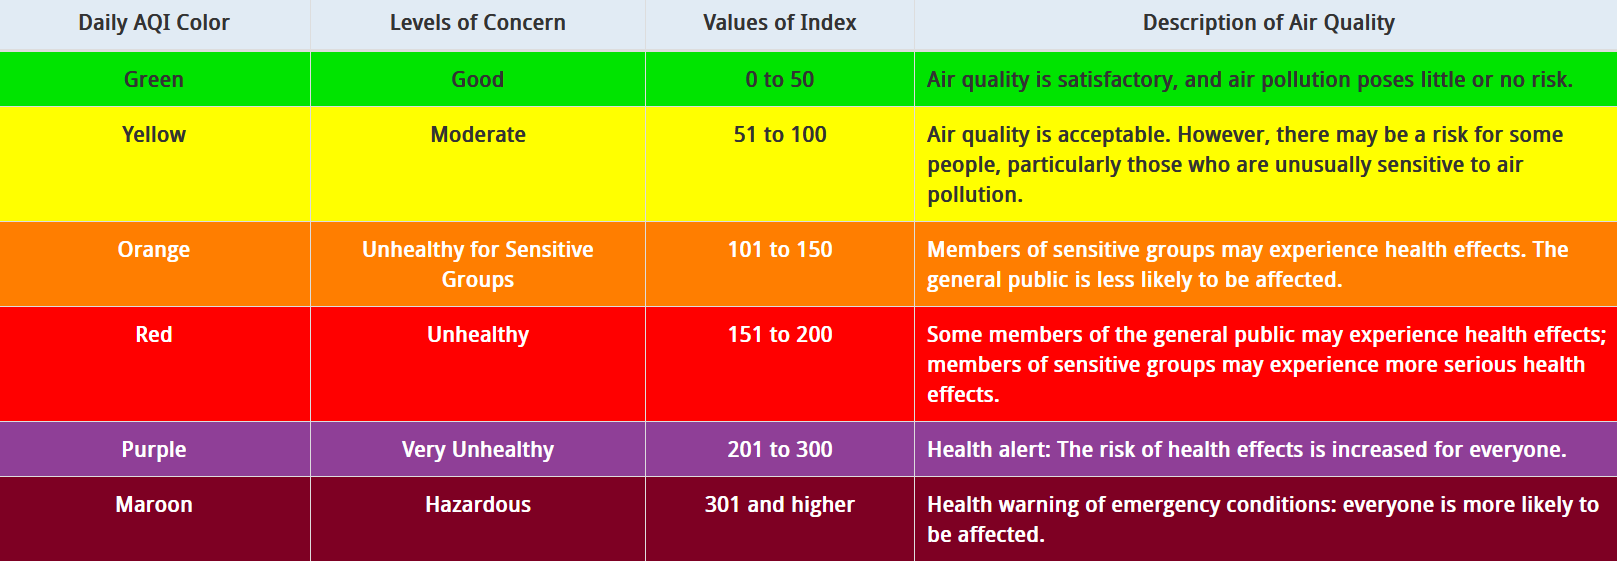 Daily AQI Color Levels of Concern Values of Index Description of Air Quality
Green Good 0 to 50 Air quality is satisfactory, and air pollution poses little or no risk.
Yellow Moderate 51 to 100 Air quality is acceptable. However, there may be a risk for some
people, particularly those who are unusually sensitive to air
pollution.
Orange Unhealthy for Sensitive 101 to 150 Members of sensitive groups may experience health effects. The
Groups general public is less likely to be affected.
Red Unhealthy 151 to 200 Some members of the general public may experience health effects;
members of sensitive groups may experience more serious health
effects.
Purple Very Unhealthy 201 to 300 Health alert: The risk of health effects is increased for everyone.
Maroon Hazardous 301 and higher Health warning of emergency conditions: everyone is more likely to
be affected.